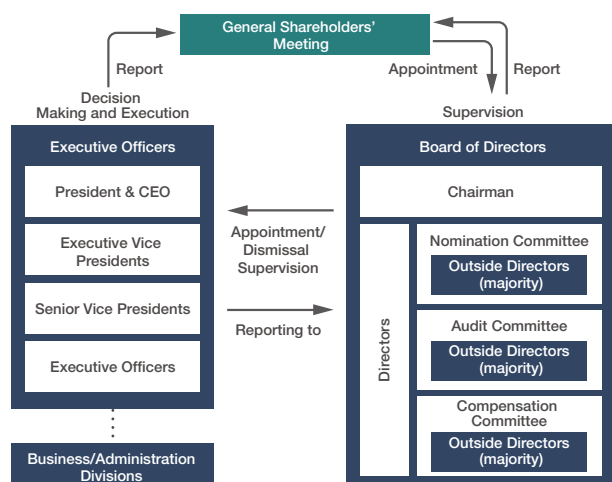 General Shareholders'
Meeting
Report
Appointment
Report
Decision
Making and Execution
Supervision
Executive Officers
President & CEO
Executive Vice
Presidents
Senior Vice Presidents
Executive Officers
Business/Administration
Divisions
Appointment/
Dismissal
Supervision
Reporting to
Board of Directors
Chairman
Directors
Nomination Committee
Outside Directors
(majority)
Audit Committee
Outside Directors
(majority)
Compensation
Committee
Outside Directors
(majority)